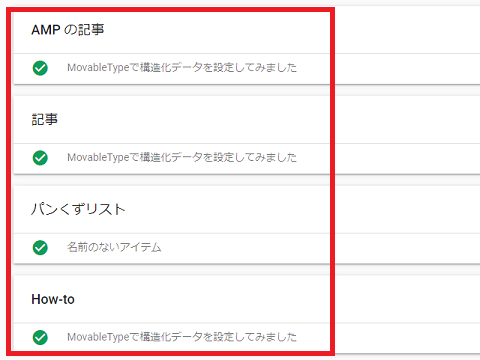 AMP の記事
MovableTypeで構造化データを設定してみました
記事
MovableTypeで構造化データを設定してみました
パンくずリスト
名前のないアイテム
How-to
MovableTypeで構造化データを設定してみました